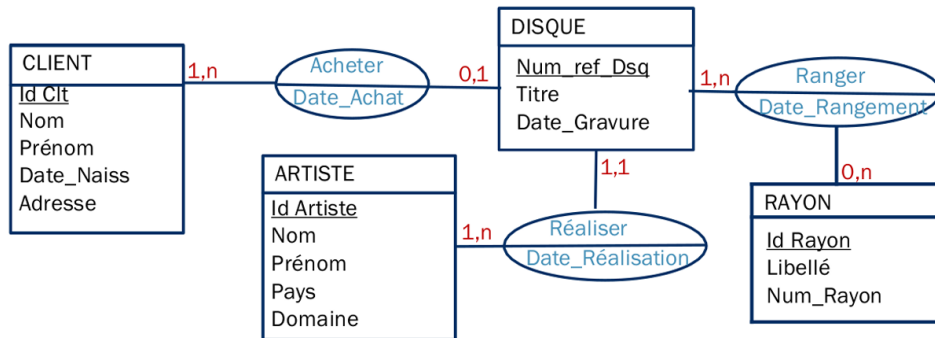 CLIENT
Id Clt
Nom
Prénom
Date_Naiss
Adresse
1,n
Acheter
Date_Achat
0,1
DISQUE
Num_ref_Dsq
Titre
Date_Gravure
1,n
Ranger
Date_Rangement
0,n
RAYON
Id Rayon
Libellé
Num_Rayon
1,1
Réaliser
Date_Réalisation
1,n
ARTISTE
Id Artiste
Nom
Prénom
Pays
Domaine